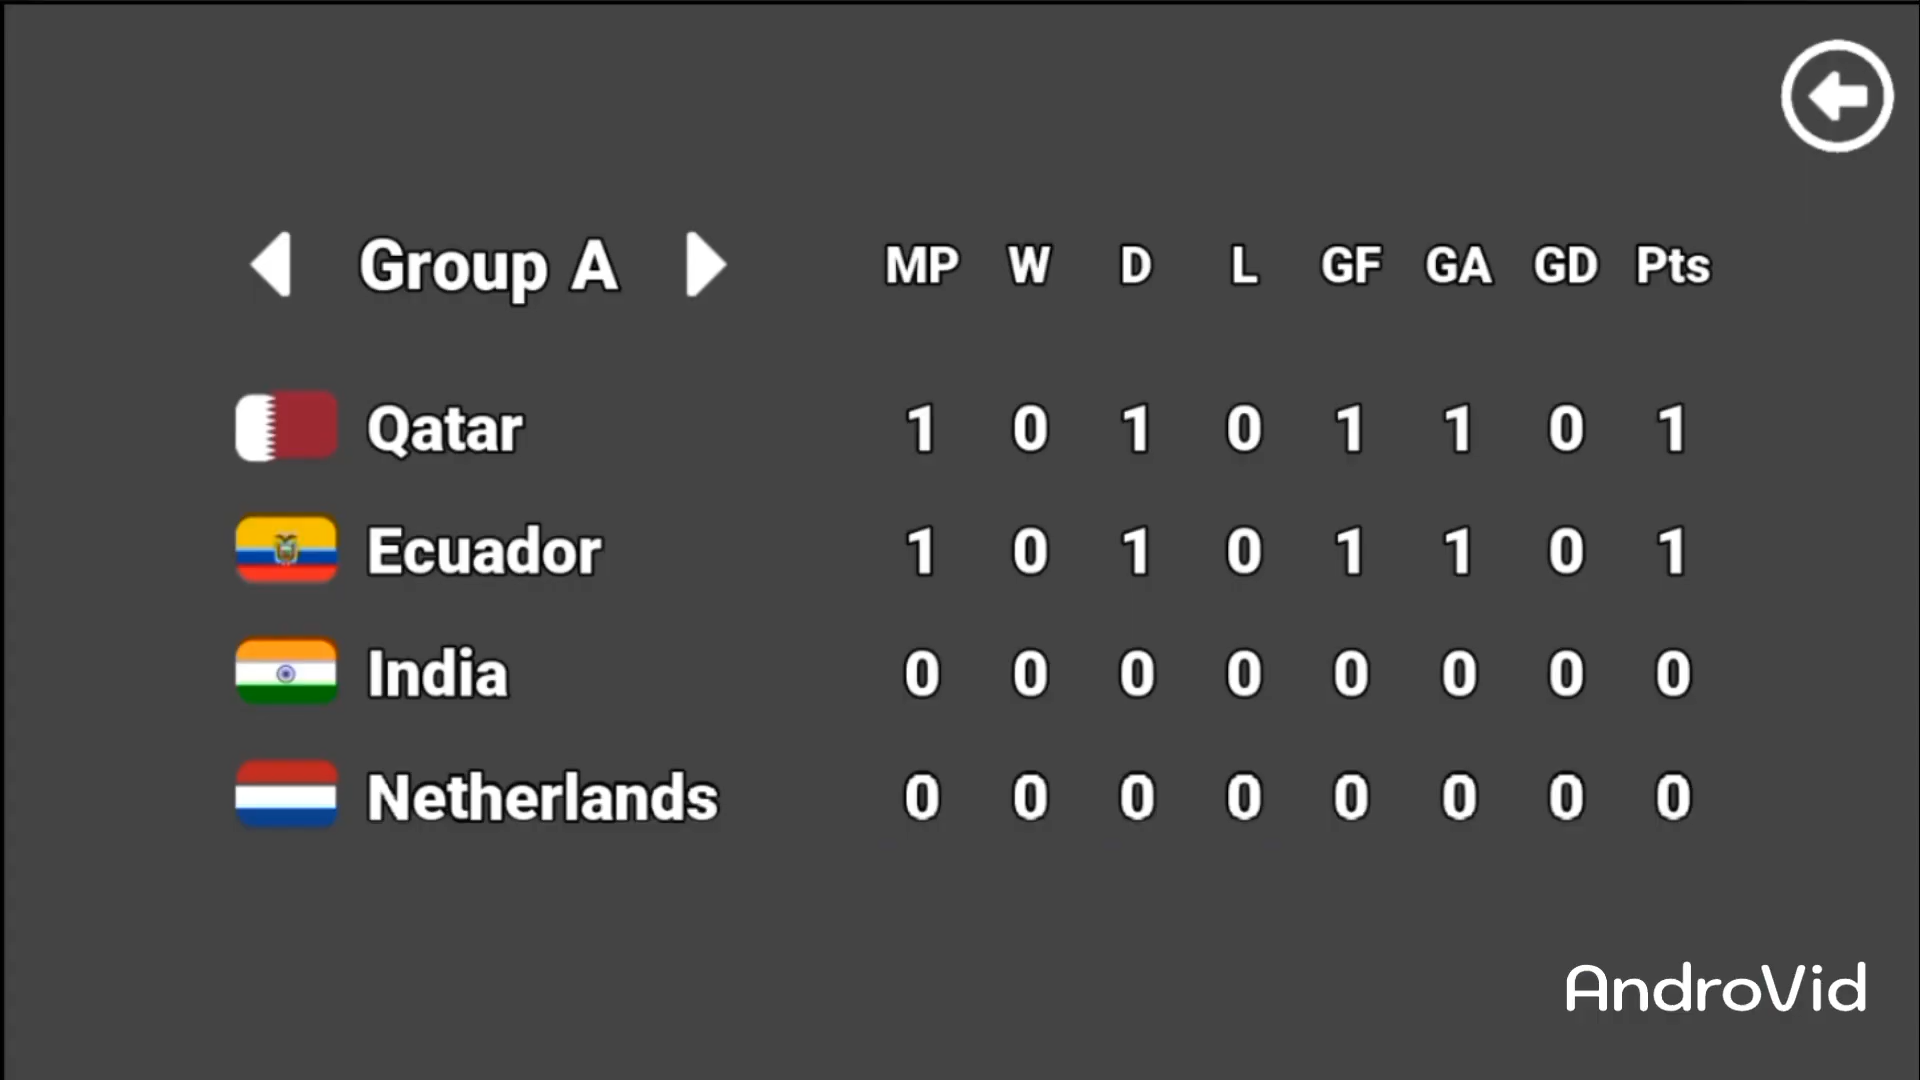 Group A MP W D L GF GA GD Pts
Qatar 1 0 1 0 1 1 0 1
Ecuador 1 0 1 0 1 1 0 1
India 0 0 0 0 0 0 0 0
Netherlands 0 0 0 0 0 0 0 0
AndroVid